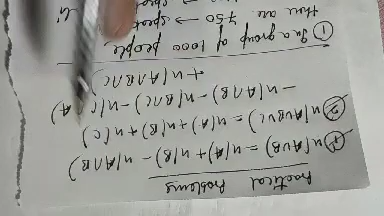 Practical Problems
① n(A∪B) = n(A) + n(B) - n(A∩B)
② n(A∪B∪C) = n(A) + n(B) + n(C)
- n(A∩B) - n(B∩C) - n(C∩A)
+ n(A∩B∩C)
① In a group of 1000 people,
there are 750 →